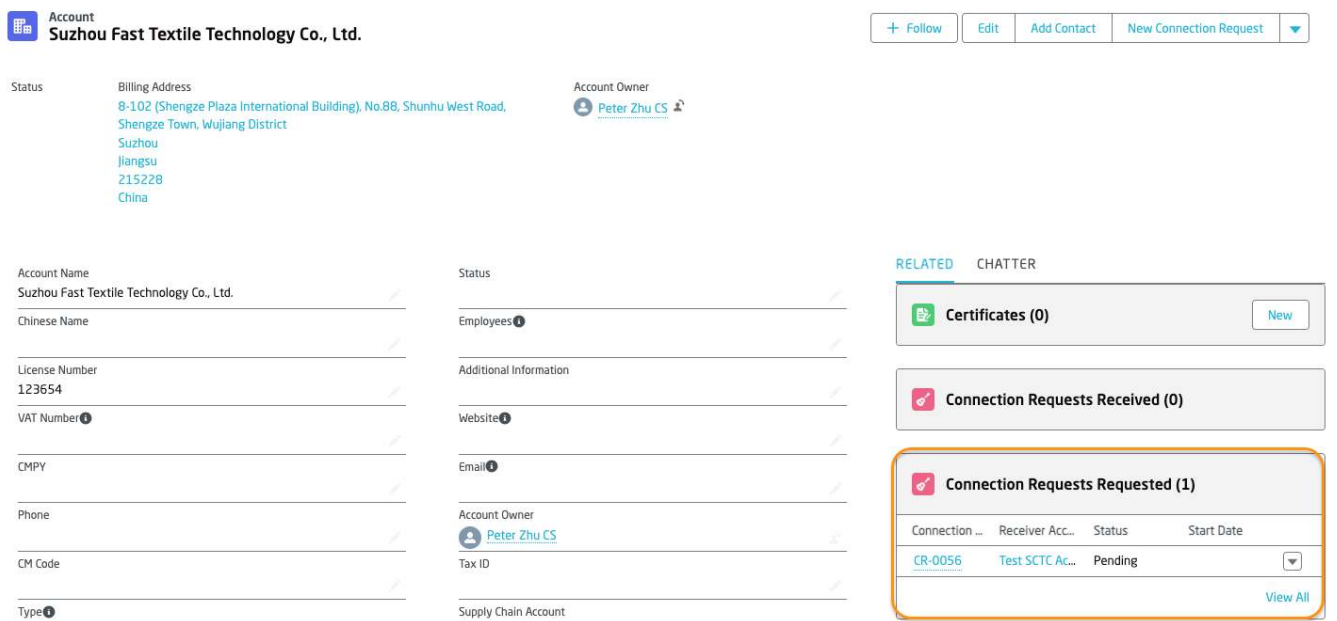 Account
Suzhou Fast Textile Technology Co., Ltd.
Follow
Edit
Add Contact
New Connection Request
Status
Billing Address
8-102 (Shengze Plaza International Building), No.88, Shunhu West Road,
Shengze Town, Wujiang District
Suzhou
Jiangsu
215228
China
Account Owner
Peter Zhu CS
Account Name
Suzhou Fast Textile Technology Co., Ltd.
Chinese Name
License Number
123654
VAT Number
CMPY
Phone
CM Code
Type
Status
Employees
Additional Information
Website
Email
Account Owner
Peter Zhu CS
Tax ID
Supply Chain Account
RELATED CHATTER
Certificates (0)
New
Connection Requests Received (0)
Connection Requests Requested (1)
Connection ... Receiver Acc... Status Start Date
CR-0056 Test SCTC Ac... Pending
View All